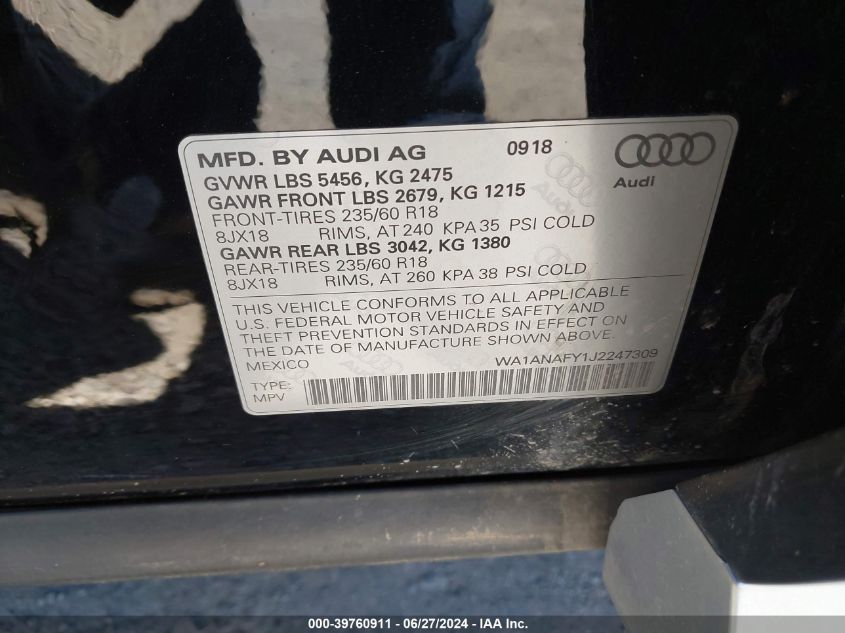 MFD. BY AUDI AG 0918
Audi
GVWR LBS 5456, KG 2475
GAWR FRONT LBS 2679, KG 1215
FRONT-TIRES 235/60 R18
8JX18 RIMS, AT 240 KPA 35 PSI COLD
GAWR REAR LBS 3042, KG 1380
REAR-TIRES 235/60 R18
8JX18 RIMS, AT 260 KPA 38 PSI COLD
THIS VEHICLE CONFORMS TO ALL APPLICABLE
U.S. FEDERAL MOTOR VEHICLE SAFETY AND
THEFT PREVENTION STANDARDS IN EFFECT ON
THE DATE OF MANUFACTURE SHOWN ABOVE.
MEXICO WA1ANAFY1J2247309
TYPE:
MPV
000-39760911 - 06/27/2024 - IAA Inc.